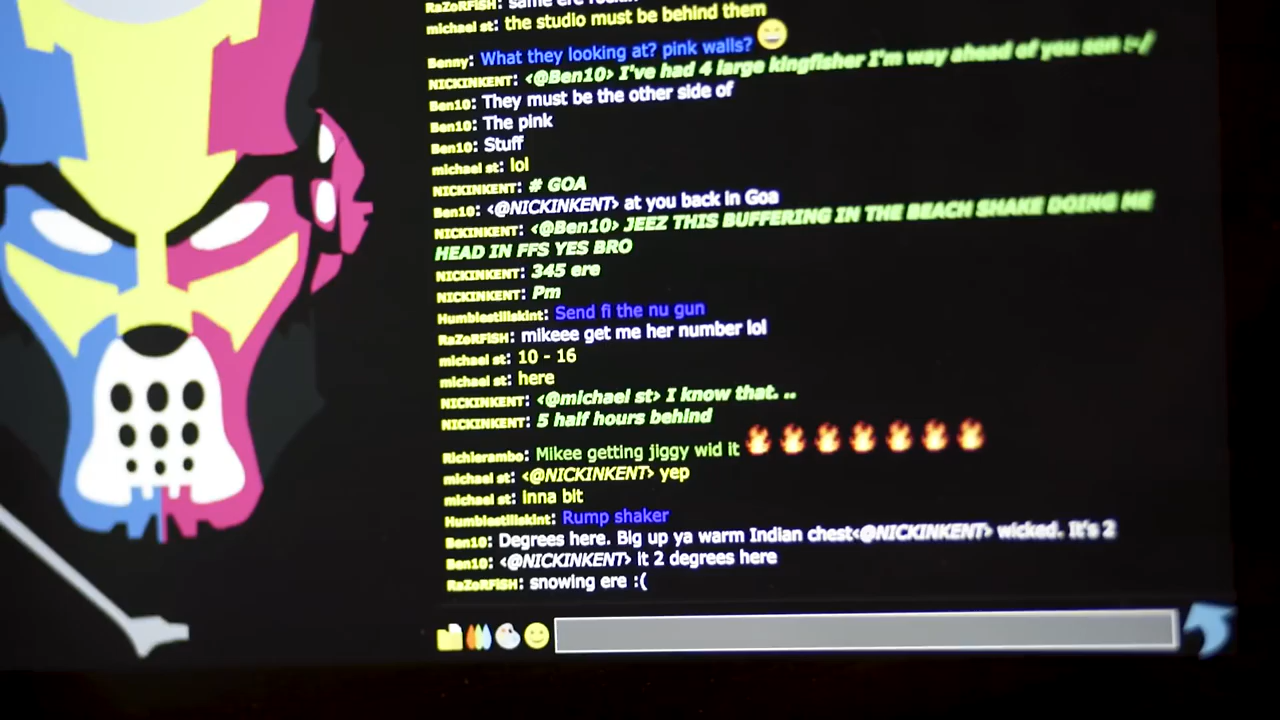 RaZoRFiSH: same ere
michael st: the studio must be behind them
Benny: What they looking at? pink walls?
NICKINKENT: <@Ben10> I've had 4 large kingfisher I'm way ahead of you son :-/
Ben10: They must be the other side of
Ben10: The pink
Ben10: Stuff
michael st: lol
NICKINKENT: # GOA
Ben10: <@NICKINKENT> at you back in Goa
NICKINKENT: <@Ben10> JEEZ THIS BUFFERING IN THE BEACH SHAKE DOING ME
HEAD IN FFS YES BRO
NICKINKENT: 345 ere
NICKINKENT: Pm
Humblestiliskint: Send fi the nu gun
RaZoRFiSH: mikeee get me her number lol
michael st: 10 - 16
michael st: here
NICKINKENT: <@michael st> I know that. ..
NICKINKENT: 5 half hours behind
Richierambo: Mikee getting jiggy wid it
michael st: <@NICKINKENT> yep
michael st: inna bit
Humblestiliskint: Rump shaker
Ben10: Degrees here. Big up ya warm Indian chest<@NICKINKENT> wicked. It's 2
Ben10: <@NICKINKENT> it 2 degrees here
RaZoRFiSH: snowing ere :(